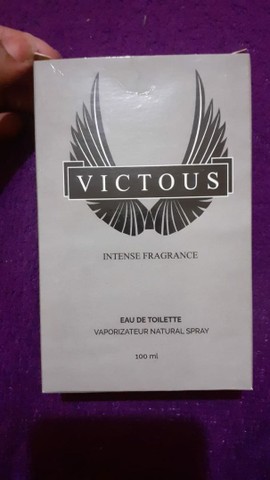 VICTOUS
INTENSE FRAGRANCE
EAU DE TOILETTE
VAPORIZATEUR NATURAL SPRAY
100 ml